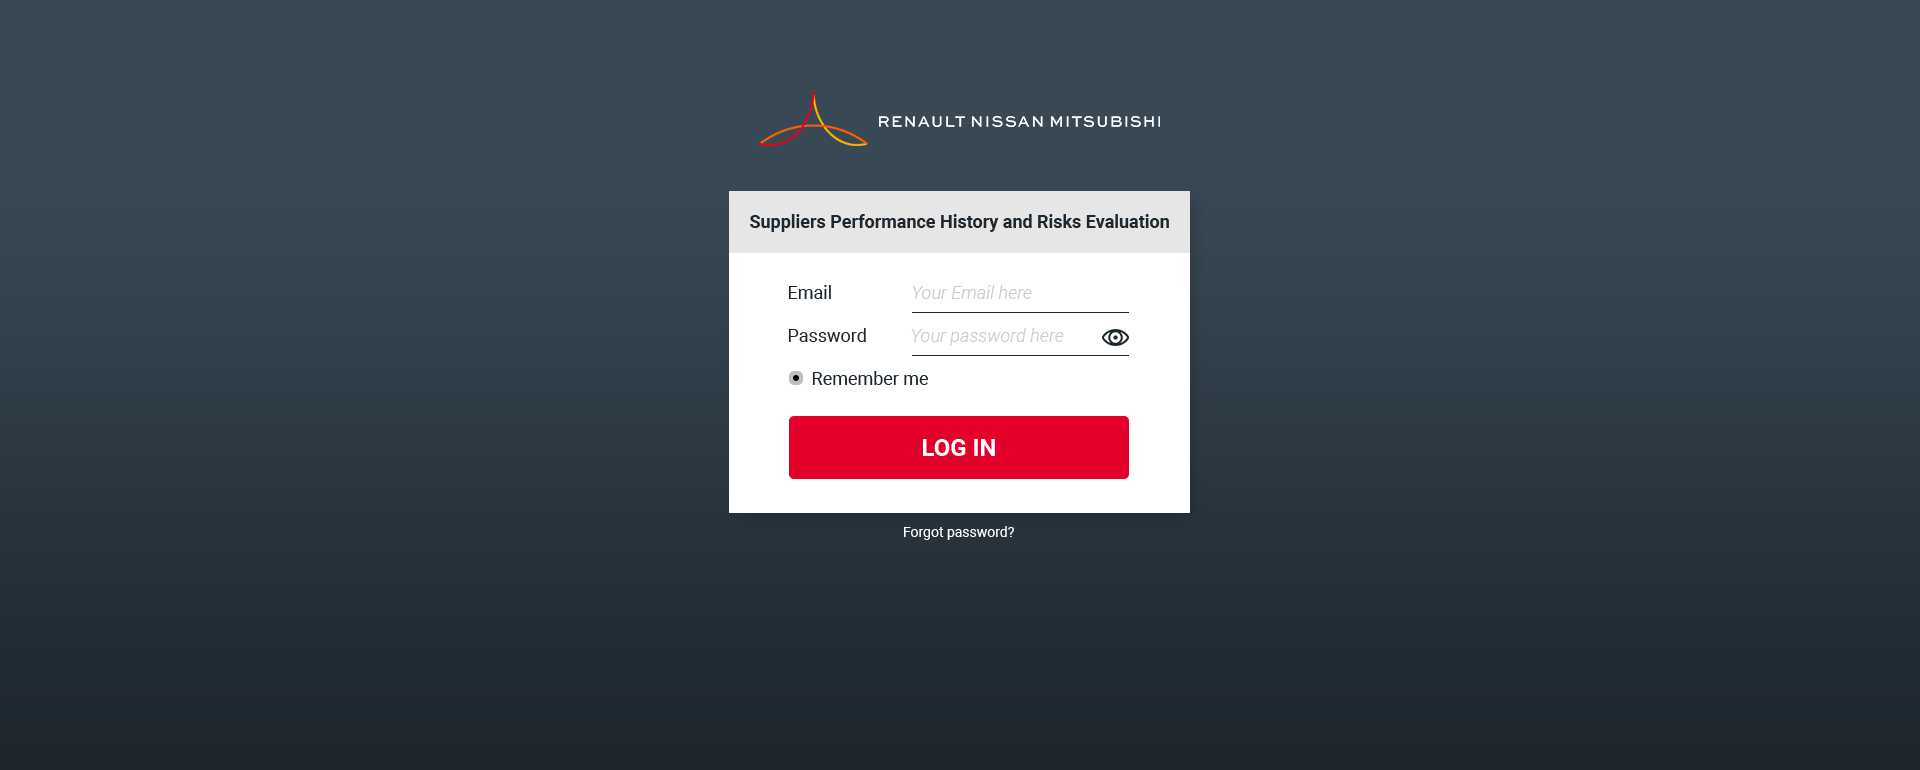 RENAULT NISSAN MITSUBISHI
Suppliers Performance History and Risks Evaluation
Email Your Email here
Password Your password here
Remember me
LOG IN
Forgot password?